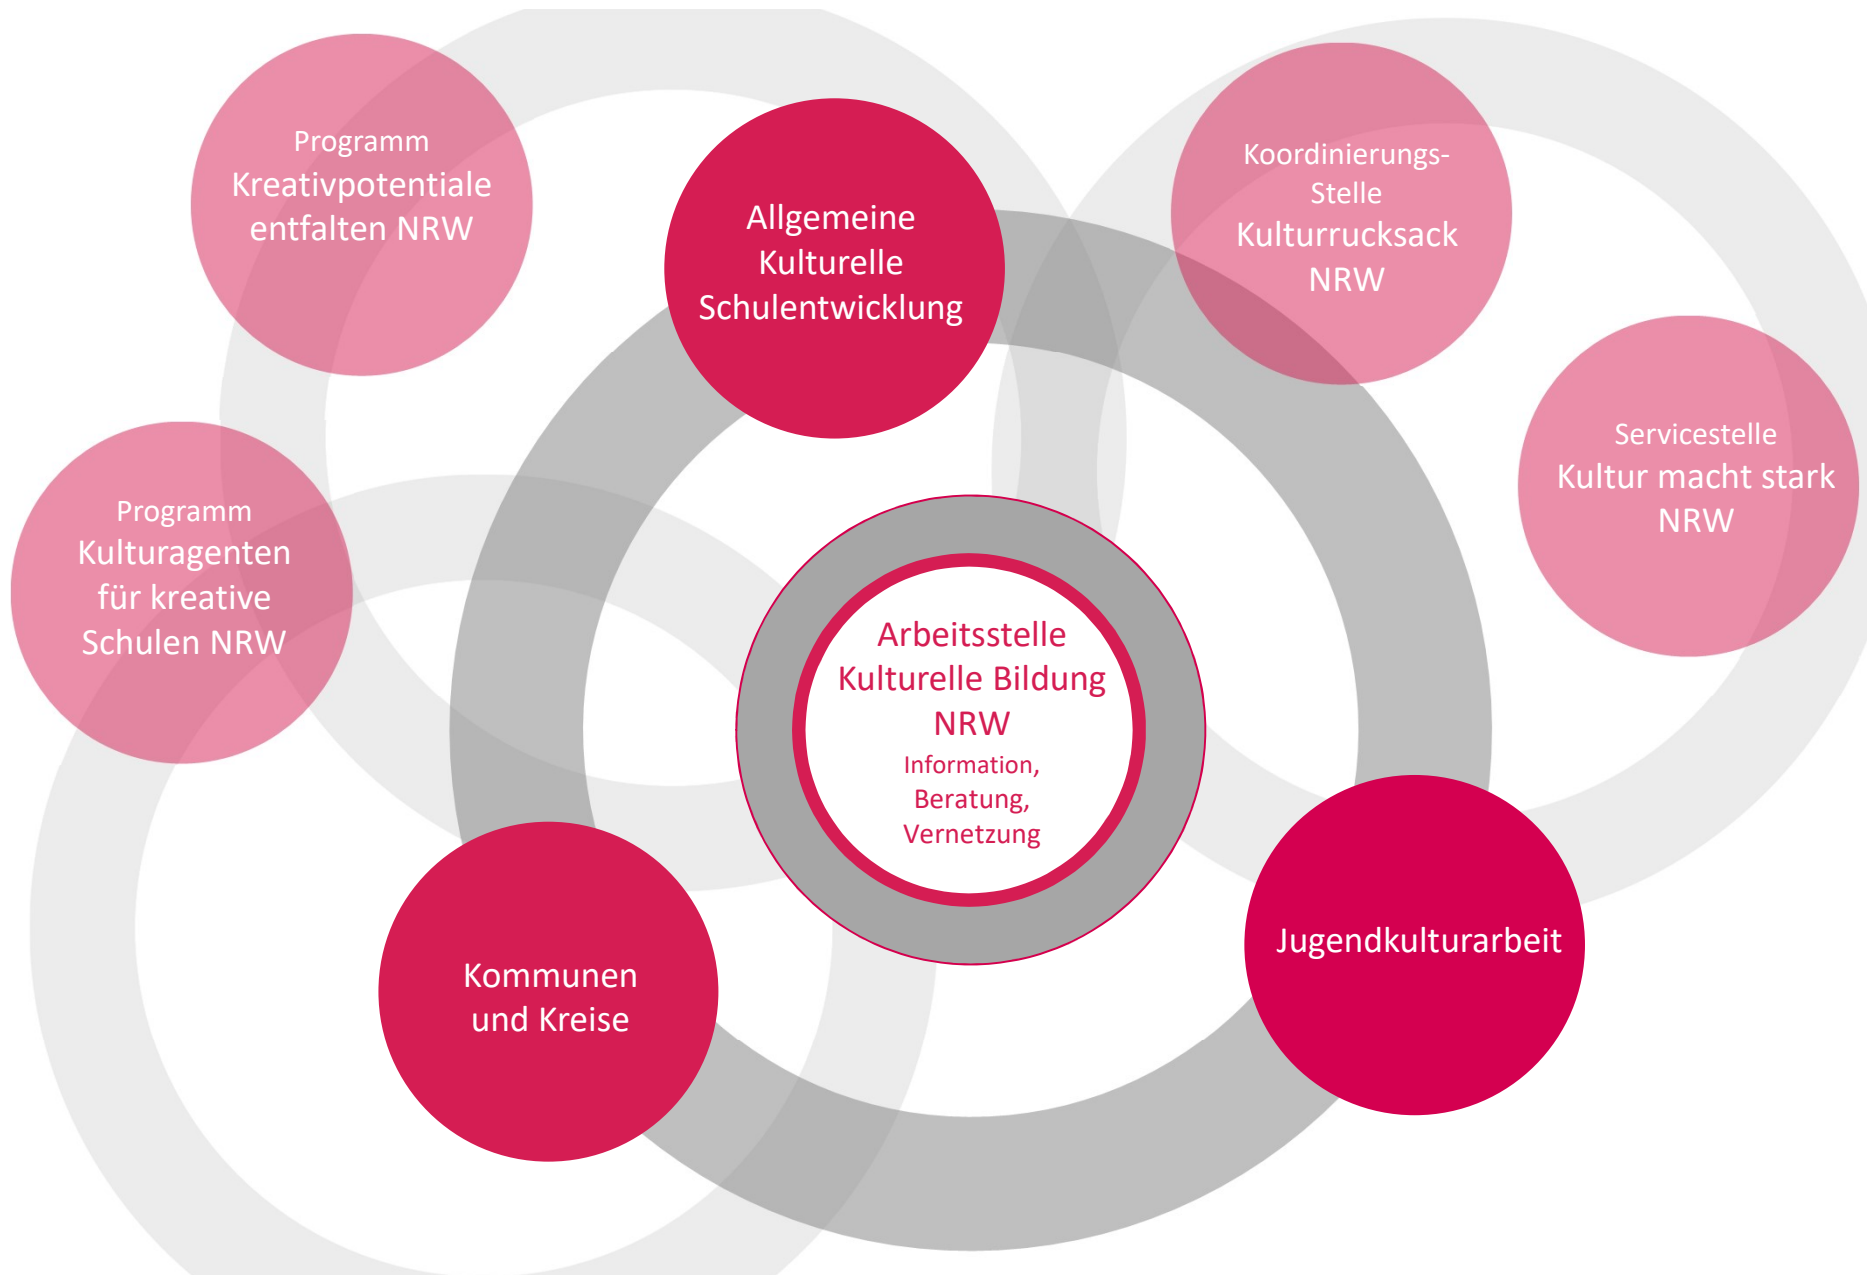 Programm
Kreativpotentiale
entfalten NRW
Allgemeine
Kulturelle
Schulentwicklung
Koordinierungs-
Stelle
Kulturrucksack
NRW
Servicestelle
Kultur macht stark
NRW
Programm
Kulturagenten
für kreative
Schulen NRW
Arbeitsstelle
Kulturelle Bildung
NRW
Information,
Beratung,
Vernetzung
Kommunen
und Kreise
Jugendkulturarbeit